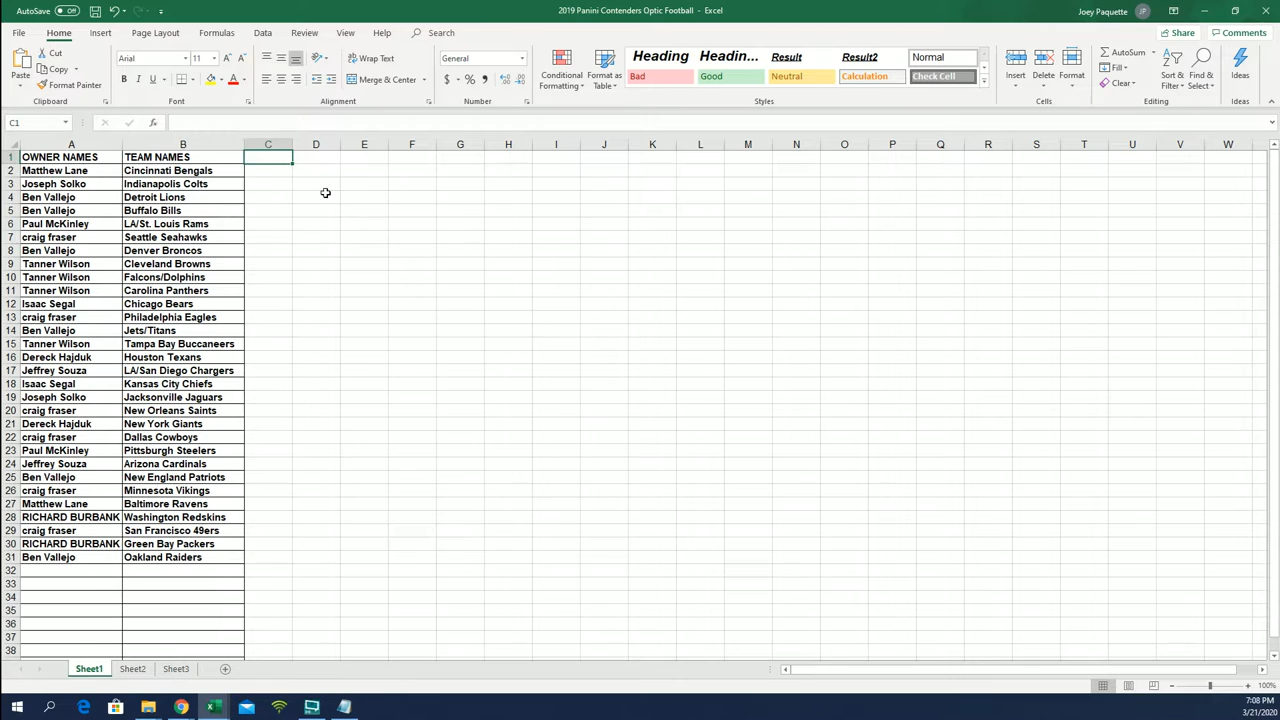 AutoSave Off
2019 Panini Contenders Optic Football - Excel
Joey Paquette JF
File Home Insert Page Layout Formulas Data Review View Help Search Share Comments
Paste Cut Copy Format Painter Clipboard
Arial 11 B I U A Font
Wrap Text Merge & Center Alignment
General $ % , Number
Conditional Formatting Format as Table
Heading Headin... Result Result2 Normal
Bad Good Neutral Calculation Check Cell
Styles
Insert Delete Format Cells
AutoSum Fill Clear Sort & Filter Find & Select Editing
Ideas Ideas
C1 fx
A B C D E F G H I J K L M N O P Q R S T U V W
1 OWNER NAMES TEAM NAMES
2 Matthew Lane Cincinnati Bengals
3 Joseph Solko Indianapolis Colts
4 Ben Vallejo Detroit Lions
5 Ben Vallejo Buffalo Bills
6 Paul McKinley LA/St. Louis Rams
7 craig fraser Seattle Seahawks
8 Ben Vallejo Denver Broncos
9 Tanner Wilson Cleveland Browns
10 Tanner Wilson Falcons/Dolphins
11 Tanner Wilson Carolina Panthers
12 Isaac Segal Chicago Bears
13 craig fraser Philadelphia Eagles
14 Ben Vallejo Jets/Titans
15 Tanner Wilson Tampa Bay Buccaneers
16 Dereck Hajduk Houston Texans
17 Jeffrey Souza LA/San Diego Chargers
18 Isaac Segal Kansas City Chiefs
19 Joseph Solko Jacksonville Jaguars
20 craig fraser New Orleans Saints
21 Dereck Hajduk New York Giants
22 craig fraser Dallas Cowboys
23 Paul McKinley Pittsburgh Steelers
24 Jeffrey Souza Arizona Cardinals
25 Ben Vallejo New England Patriots
26 craig fraser Minnesota Vikings
27 Matthew Lane Baltimore Ravens
28 RICHARD BURBANK Washington Redskins
29 craig fraser San Francisco 49ers
30 RICHARD BURBANK Green Bay Packers
31 Ben Vallejo Oakland Raiders
32
33
34
35
36
37
38
Sheet1 Sheet2 Sheet3
100%
7:08 PM
3/21/2020